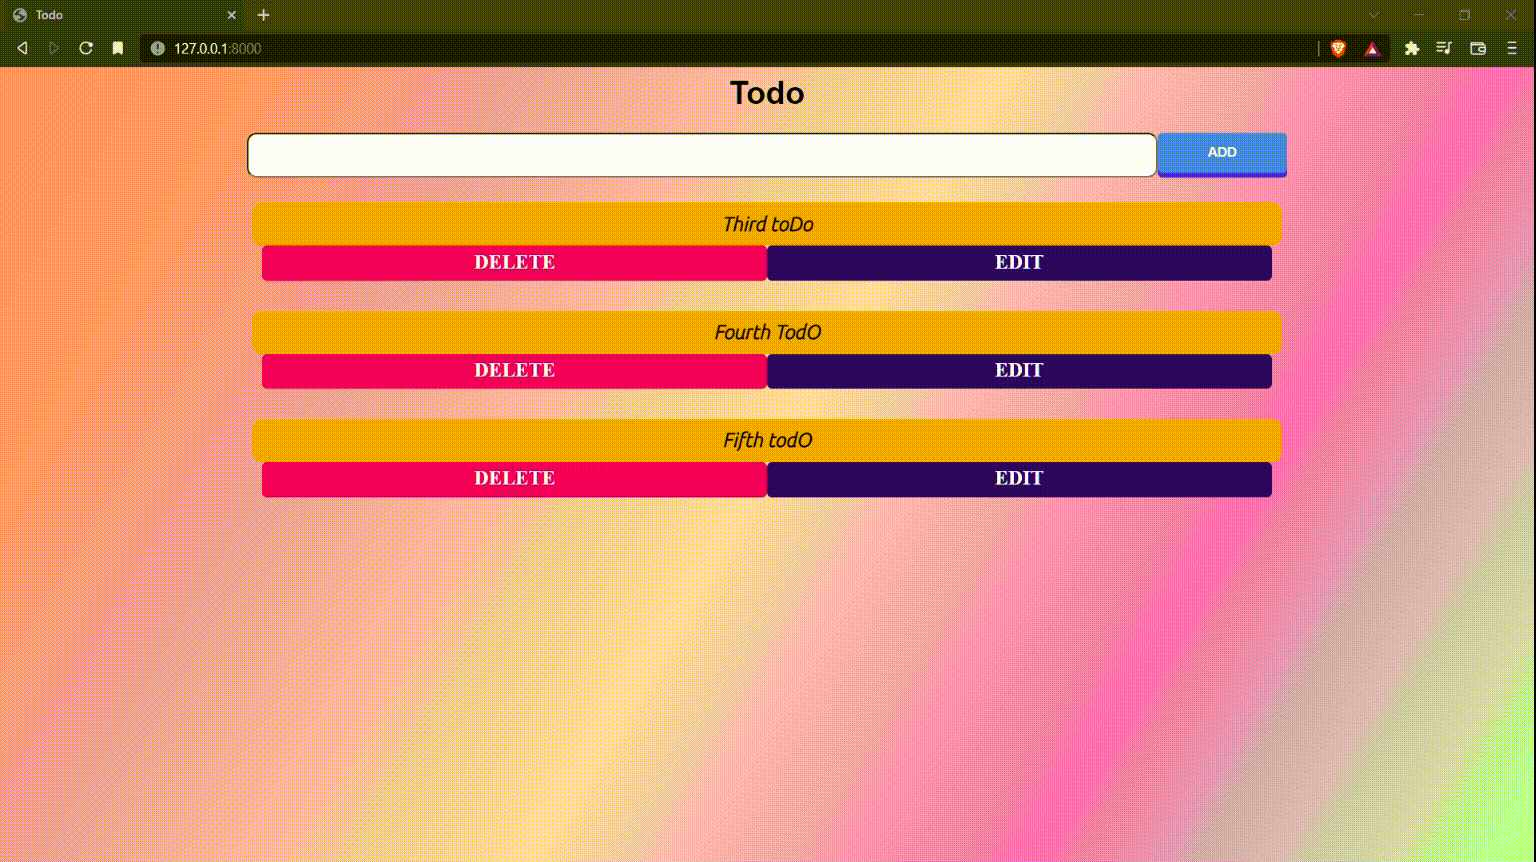 Todo
127.0.0.1:8000
Todo
ADD
Third toDo
DELETE EDIT
Fourth TodO
DELETE EDIT
Fifth todO
DELETE EDIT